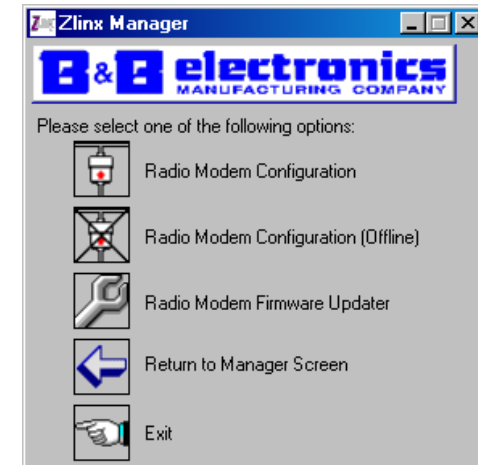 Zlinx Manager
B&B electronics
MANUFACTURING COMPANY
Please select one of the following options:
Radio Modem Configuration
Radio Modem Configuration (Offline)
Radio Modem Firmware Updater
Return to Manager Screen
Exit